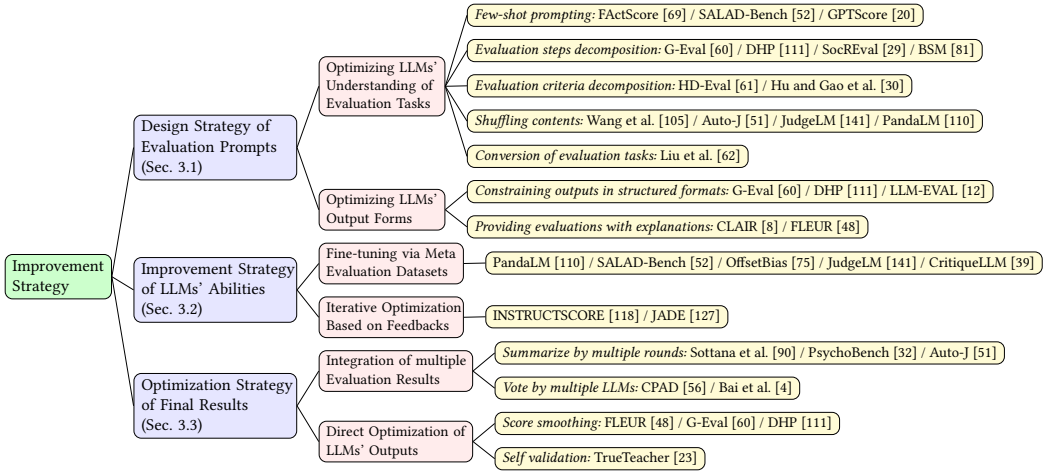 Improvement
Strategy
Design Strategy of
Evaluation Prompts
(Sec. 3.1)
Optimizing LLMs'
Understanding of
Evaluation Tasks
Few-shot prompting: FActScore [69] / SALAD-Bench [52] / GPTScore [20]
Evaluation steps decomposition: G-Eval [60] / DHP [111] / SocREval [29] / BSM [81]
Evaluation criteria decomposition: HD-Eval [61] / Hu and Gao et al. [30]
Shuffling contents: Wang et al. [105] / Auto-J [51] / JudgeLM [141] / PandaLM [110]
Conversion of evaluation tasks: Liu et al. [62]
Optimizing LLMs'
Output Forms
Constraining outputs in structured formats: G-Eval [60] / DHP [111] / LLM-EVAL [12]
Providing evaluations with explanations: CLAIR [8] / FLEUR [48]
Improvement Strategy
of LLMs' Abilities
(Sec. 3.2)
Fine-tuning via Meta
Evaluation Datasets
PandaLM [110] / SALAD-Bench [52] / OffsetBias [75] / JudgeLM [141] / CritiqueLLM [39]
Iterative Optimization
Based on Feedbacks
INSTRUCTSCORE [118] / JADE [127]
Optimization Strategy
of Final Results
(Sec. 3.3)
Integration of multiple
Evaluation Results
Summarize by multiple rounds: Sottana et al. [90] / PsychoBench [32] / Auto-J [51]
Vote by multiple LLMs: CPAD [56] / Bai et al. [4]
Direct Optimization of
LLMs' Outputs
Score smoothing: FLEUR [48] / G-Eval [60] / DHP [111]
Self validation: TrueTeacher [23]